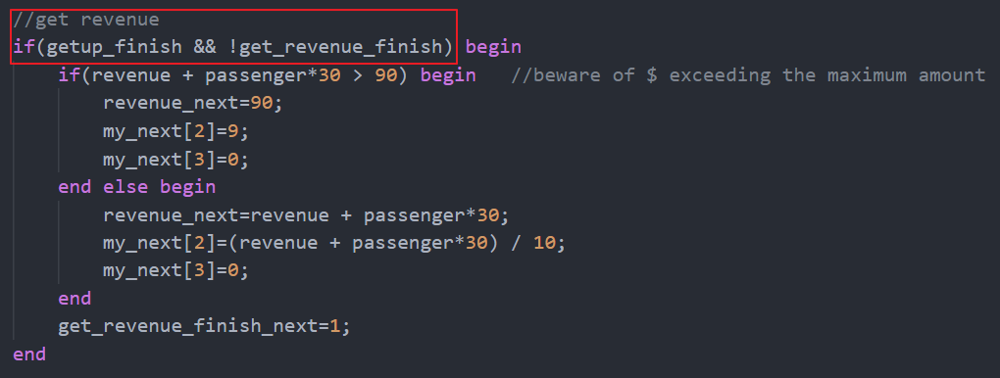 //get revenue
if(getup_finish && !get_revenue_finish) begin
    if(revenue + passenger*30 > 90) begin   //beware of $ exceeding the maximum amount
        revenue_next=90;
        my_next[2]=9;
        my_next[3]=0;
    end else begin
        revenue_next=revenue + passenger*30;
        my_next[2]=(revenue + passenger*30) / 10;
        my_next[3]=0;
    end
    get_revenue_finish_next=1;
end